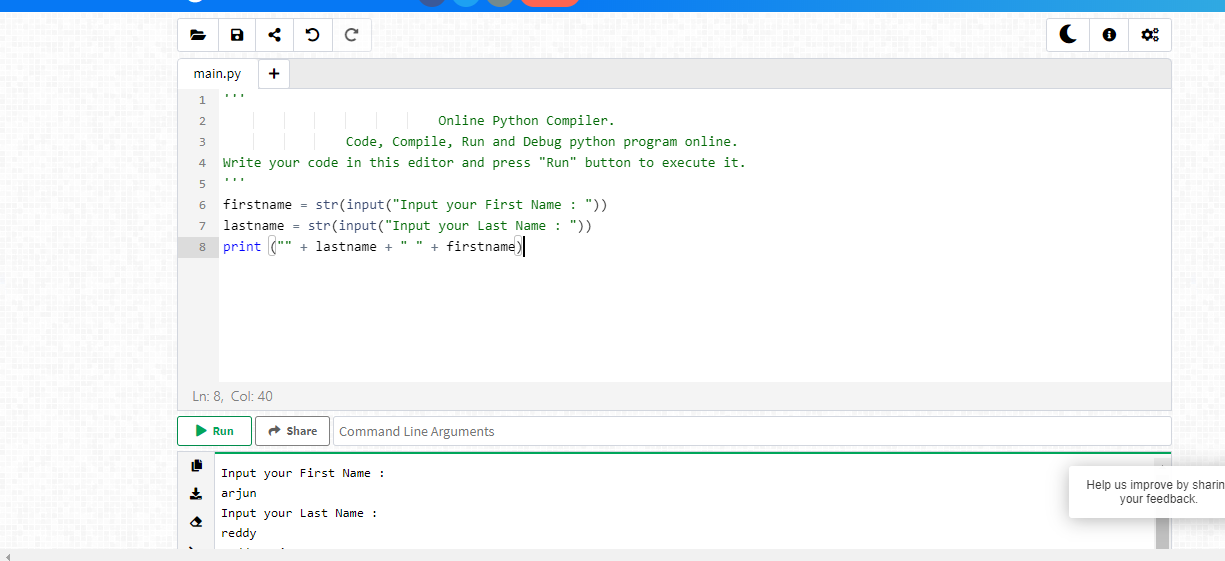 main.py
+
1 '''
2 Online Python Compiler.
3 Code, Compile, Run and Debug python program online.
4 Write your code in this editor and press "Run" button to execute it.
5 '''
6 firstname = str(input("Input your First Name : "))
7 lastname = str(input("Input your Last Name : "))
8 print ("" + lastname + " " + firstname)
Ln: 8, Col: 40
Run Share Command Line Arguments
Input your First Name :
arjun
Input your Last Name :
reddy
Help us improve by sharin
your feedback.